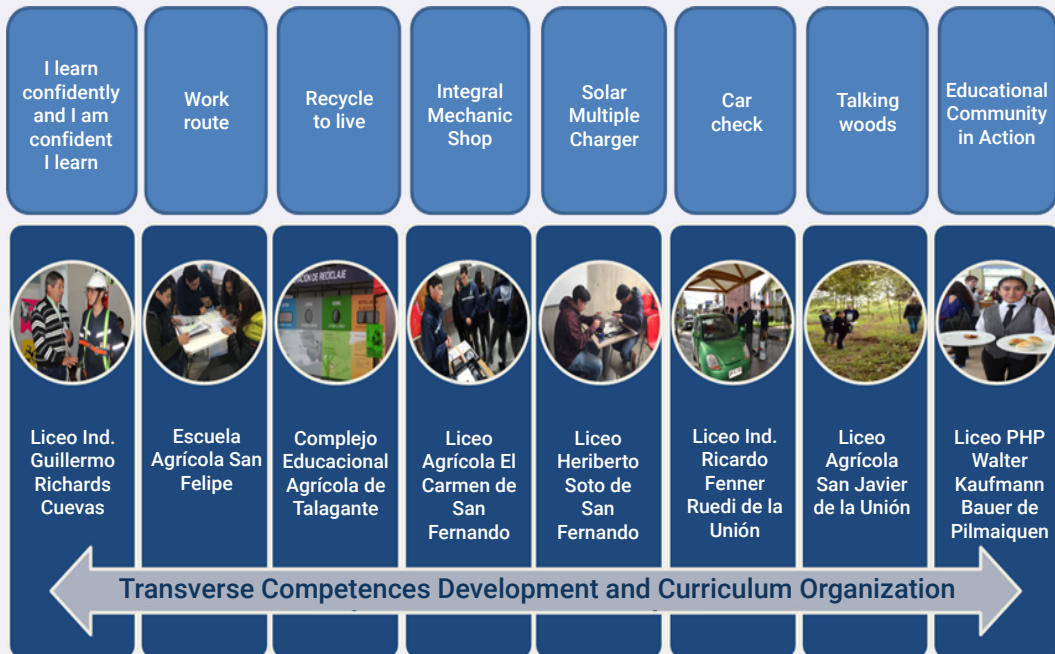 I learn
confidently
and I am
confident
I learn
Work
route
Recycle
to live
Integral
Mechanic
Shop
Solar
Multiple
Charger
Car
check
Talking
woods
Educational
Community
in Action
Liceo Ind.
Guillermo
Richards
Cuevas
Escuela
Agrícola San
Felipe
Complejo
Educacional
Agrícola de
Talagante
Liceo
Agrícola El
Carmen de
San
Fernando
Liceo
Heriberto
Soto de
San
Fernando
Liceo Ind.
Ricardo
Fenner
Ruedi de la
Unión
Liceo
Agrícola
San Javier
de la Unión
Liceo PHP
Walter
Kaufmann
Bauer de
Pilmaiquen
Transverse Competences Development and Curriculum Organization